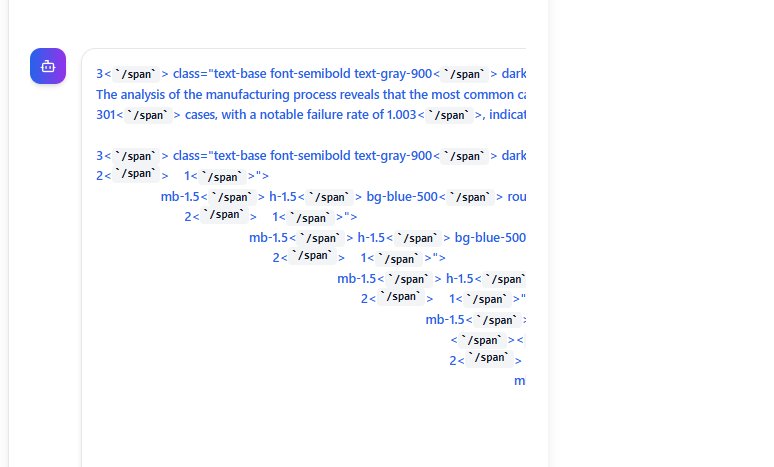 3<`/span`> class="text-base font-semibold text-gray-900<`/span`> dark
The analysis of the manufacturing process reveals that the most common ca
301<`/span`> cases, with a notable failure rate of 1.003<`/span`>, indicat
3<`/span`> class="text-base font-semibold text-gray-900<`/span`> dark
2<`/span`> 1<`/span`>">
mb-1.5<`/span`> h-1.5<`/span`> bg-blue-500<`/span`> rou
2<`/span`> 1<`/span`>">
mb-1.5<`/span`> h-1.5<`/span`> bg-blue-500
2<`/span`> 1<`/span`>">
mb-1.5<`/span`> h-1.5<`/span`
2<`/span`> 1<`/span`>"
mb-1.5<`/span`>
<`/span`><
2<`/span`>
m